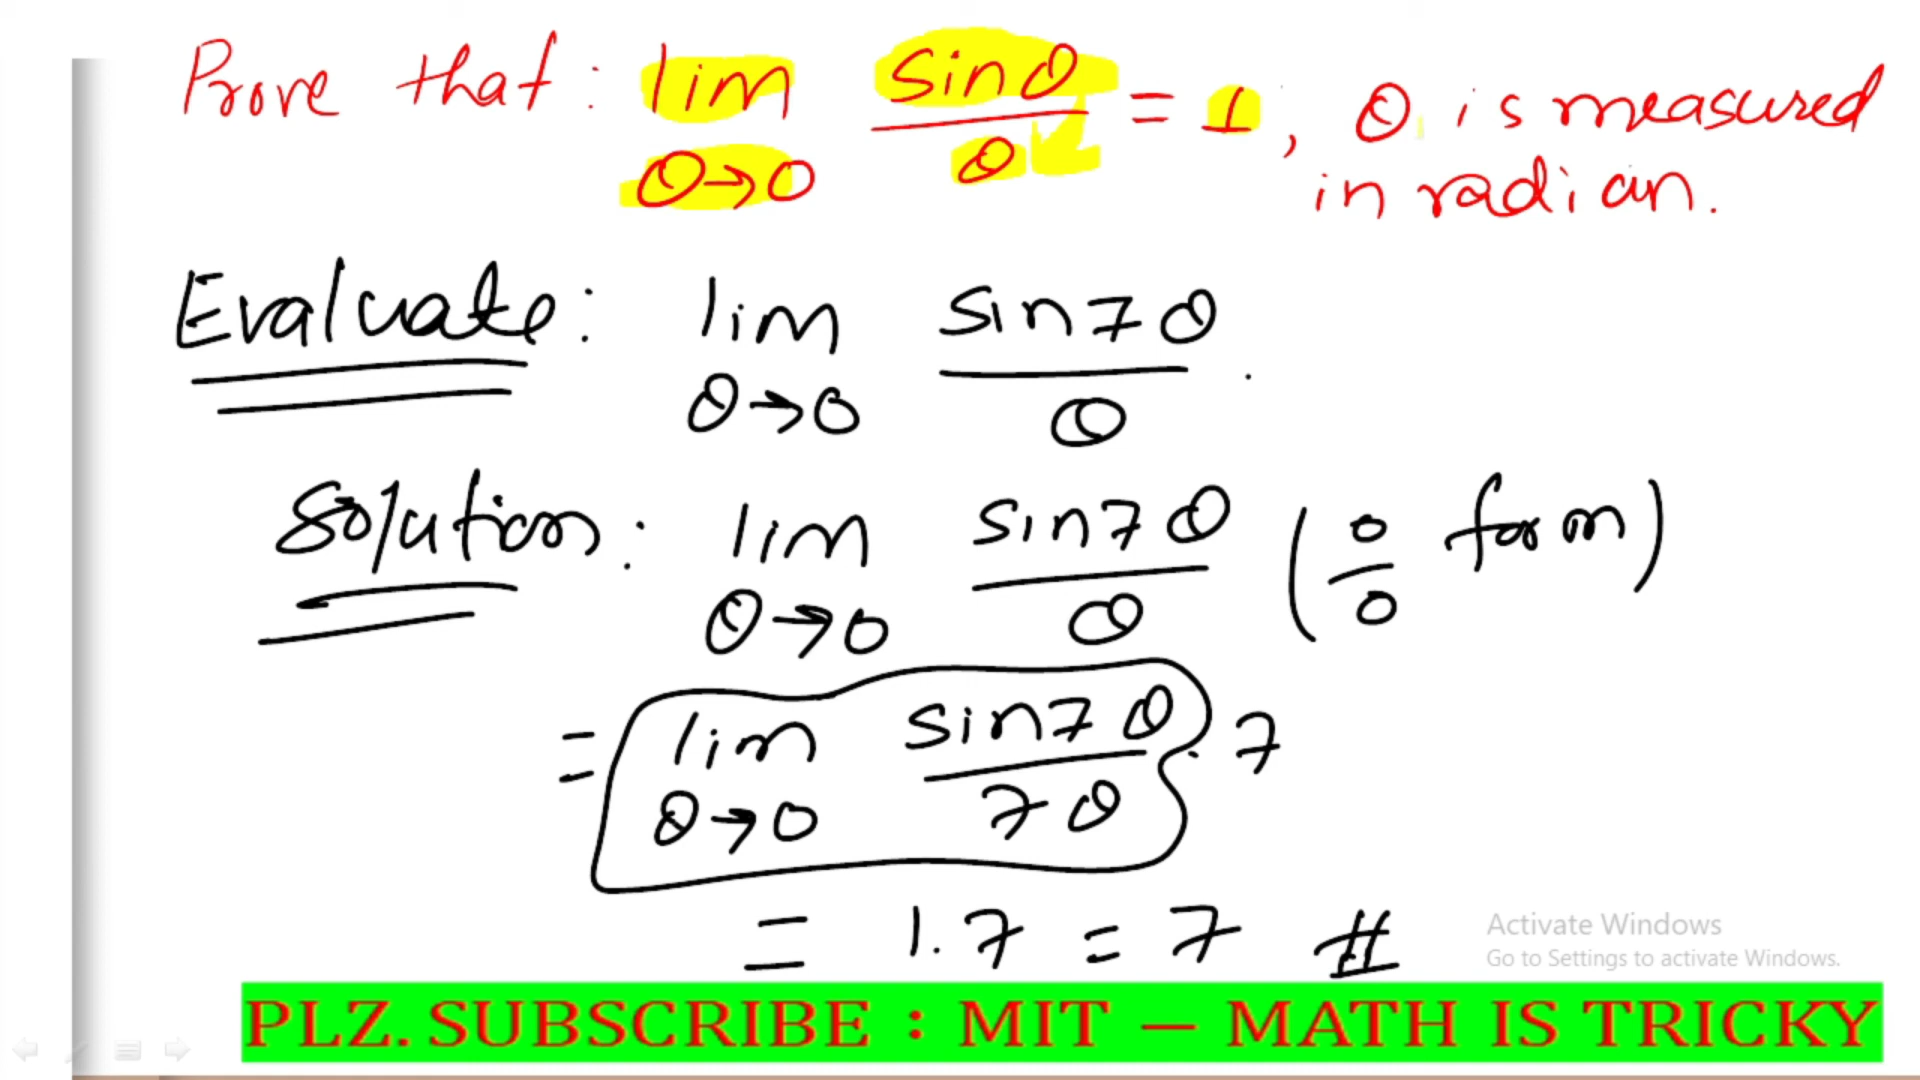 Prove that: lim sinθ/θ = 1, θ is measured
θ→0
in radian.
Evaluate: lim sin7θ/θ.
θ→0
Solution: lim sin7θ/θ (0/0 form)
θ→0
= lim sin7θ/7θ . 7
θ→0
= 1.7 = 7 #
Activate Windows
Go to Settings to activate Windows.
PLZ. SUBSCRIBE : MIT – MATH IS TRICKY